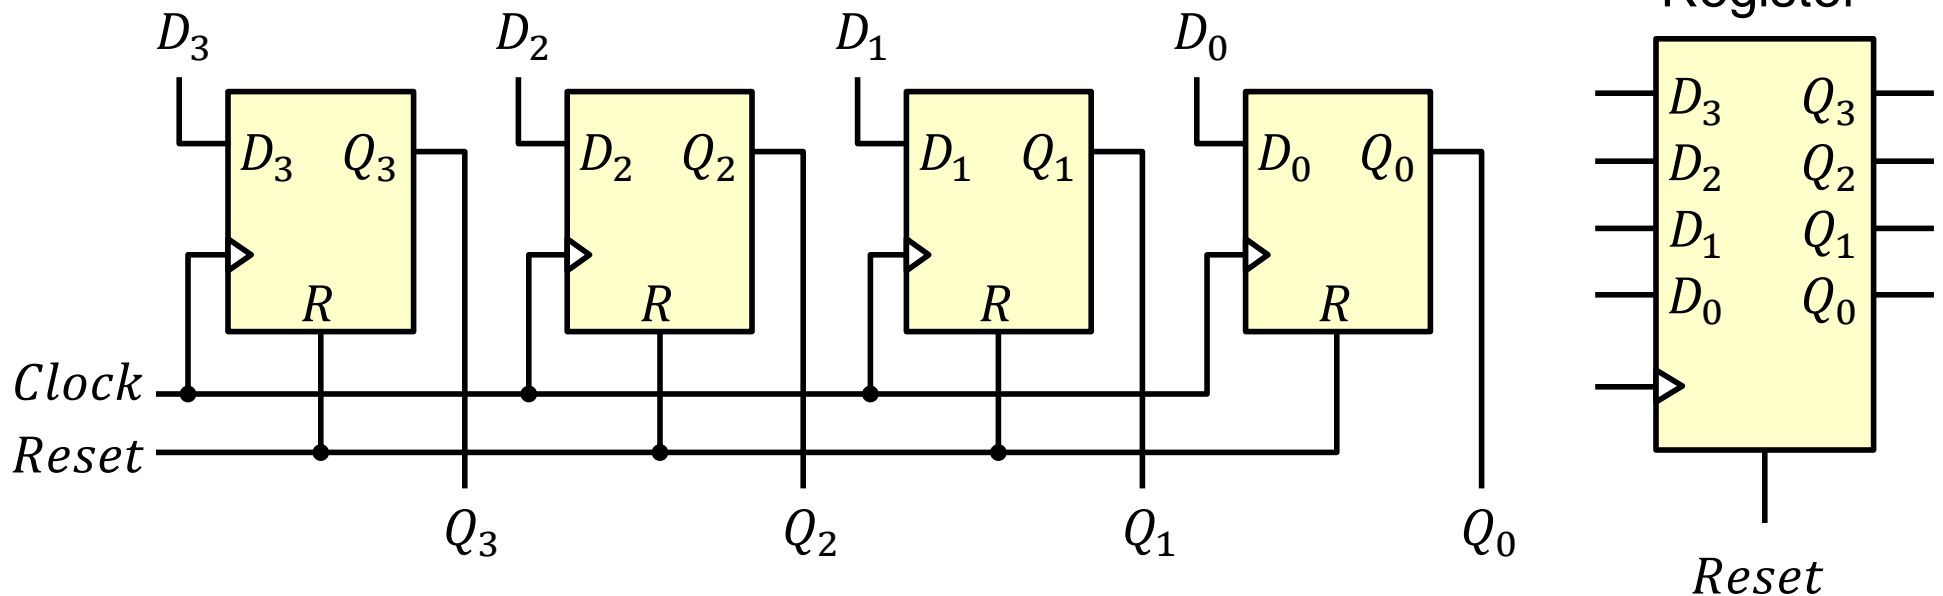 D₃ D₂ D₁ D₀ Register
D₃ Q₃ D₂ Q₂ D₁ Q₁ D₀ Q₀
R R R R
Clock
Reset
Q₃ Q₂ Q₁ Q₀
D₃ Q₃
D₂ Q₂
D₁ Q₁
D₀ Q₀
Reset